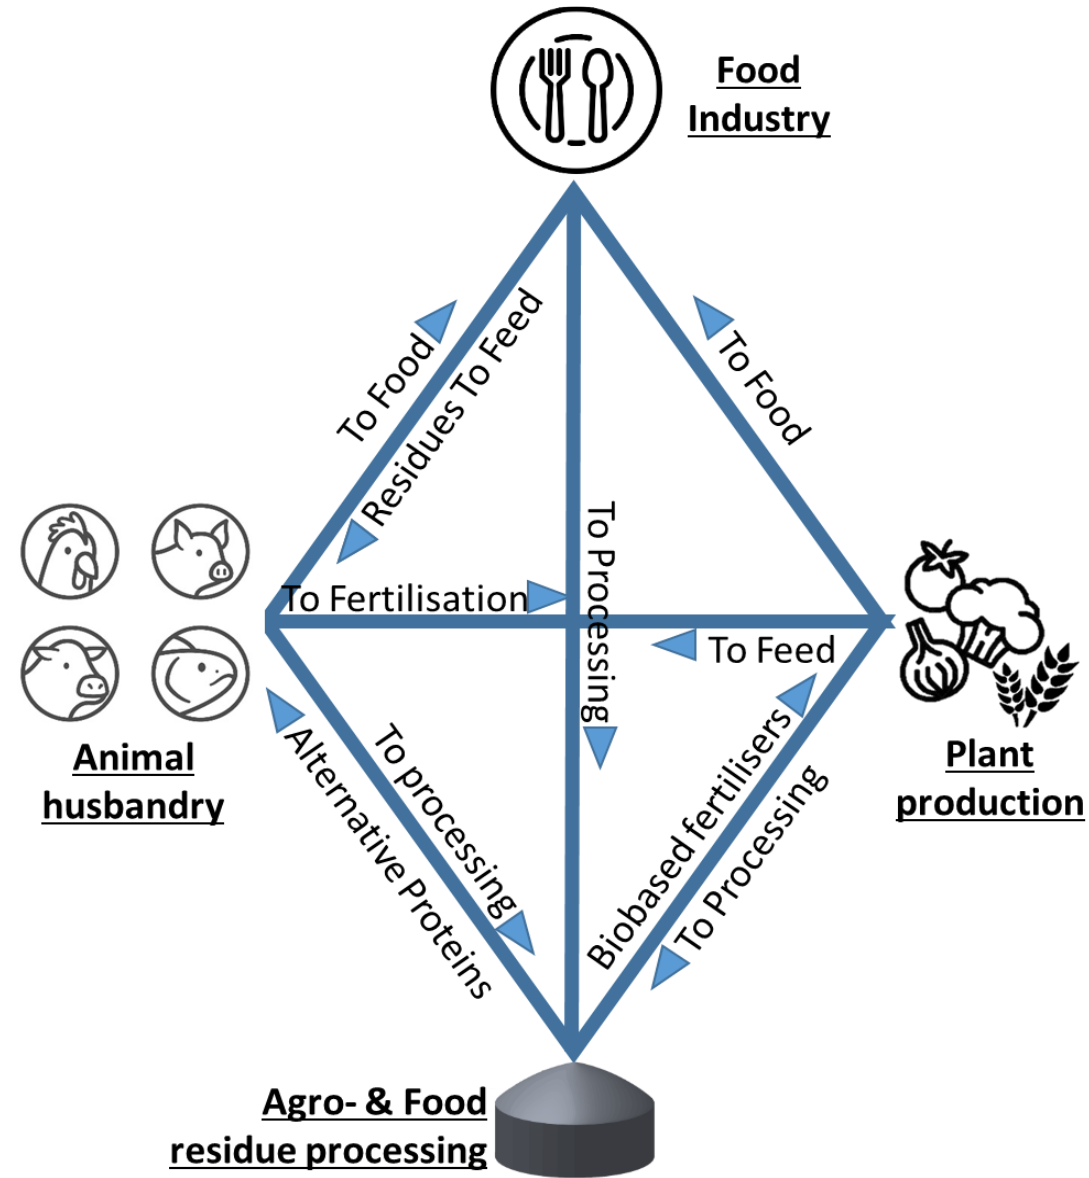 Food
Industry
To Food
Residues To Feed
To Food
To Processing
To Fertilisation
To Feed
Animal
husbandry
Plant
production
To processing
Alternative Proteins
Biobased fertilisers
To Processing
Agro- & Food
residue processing